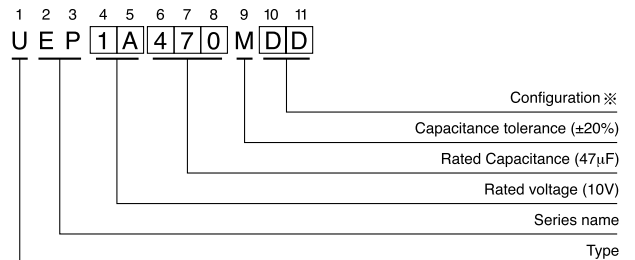 1 2 3 4 5 6 7 8 9 10 11
U E P 1 A 4 7 0 M D D
Configuration ※
Capacitance tolerance (±20%)
Rated Capacitance (47µF)
Rated voltage (10V)
Series name
Type